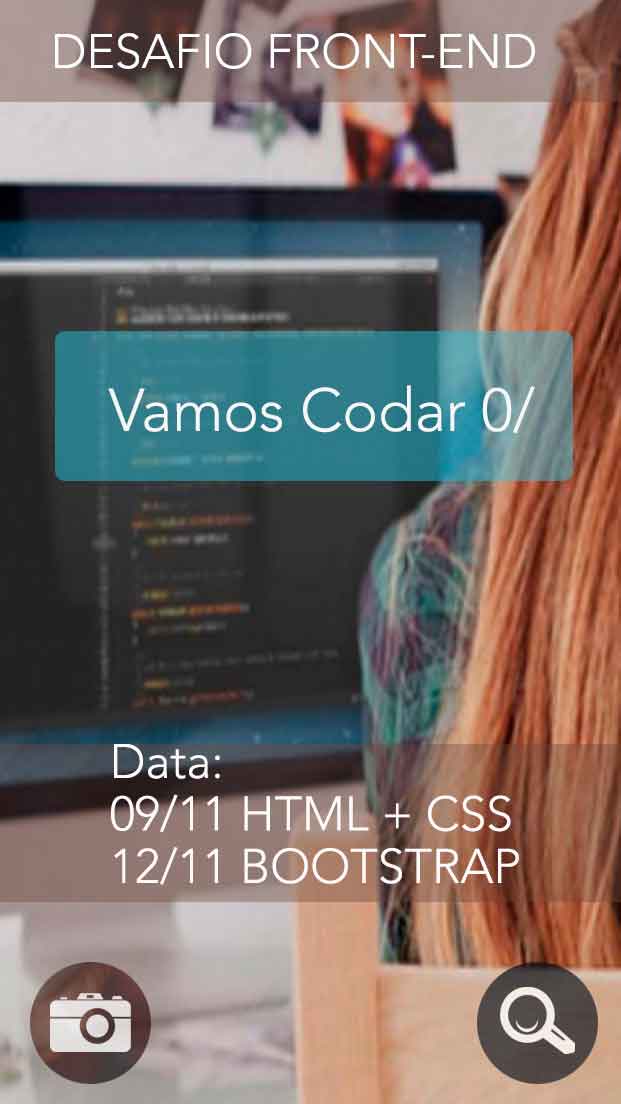 DESAFIO FRONT-END
Vamos Codar 0/
Data:
09/11 HTML + CSS
12/11 BOOTSTRAP